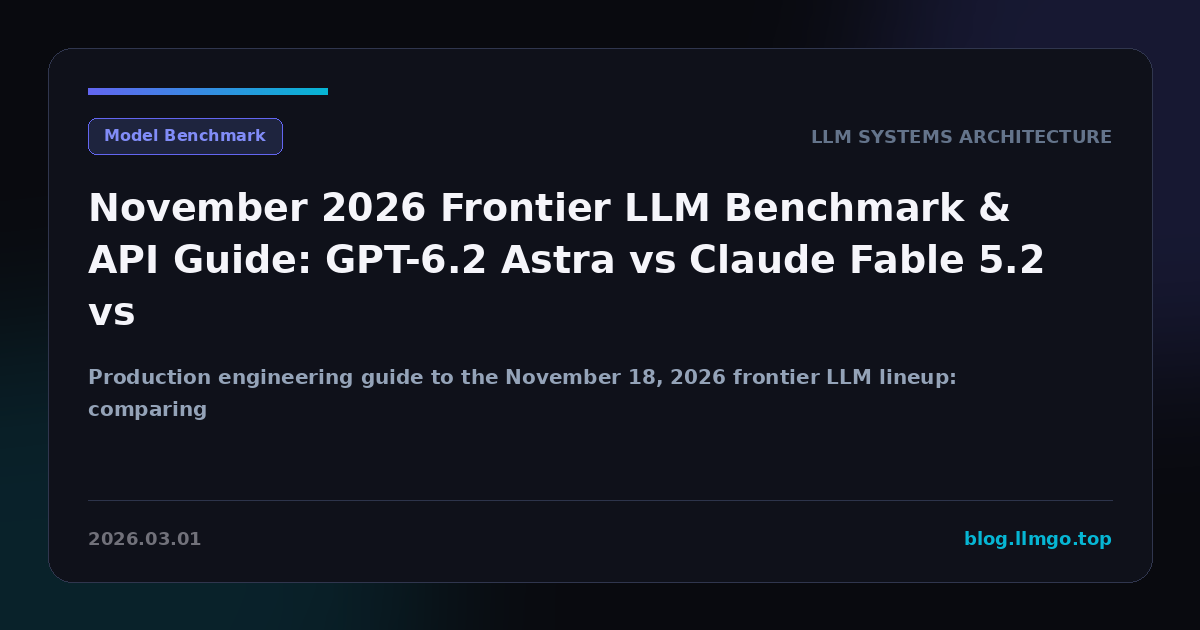 Model Benchmark
LLM SYSTEMS ARCHITECTURE
November 2026 Frontier LLM Benchmark &
API Guide: GPT-6.2 Astra vs Claude Fable 5.2
vs
Production engineering guide to the November 18, 2026 frontier LLM lineup:
comparing
2026.03.01
blog.llmgo.top